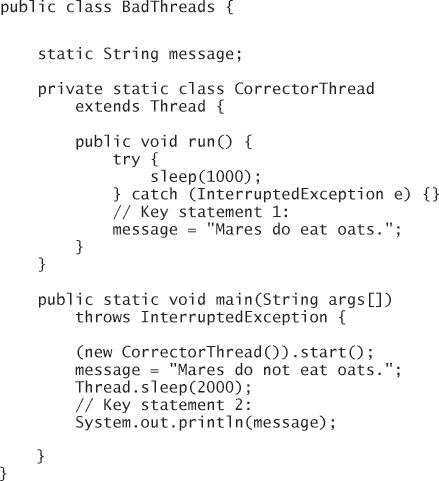 public class BadThreads {
static String message;
private static class CorrectorThread
extends Thread {
public void run() {
try {
sleep(1000);
} catch (InterruptedException e) {}
// Key statement 1:
message = "Mares do eat oats.";
}
}
public static void main(String args[])
throws InterruptedException {
(new CorrectorThread()).start();
message = "Mares do not eat oats.";
Thread.sleep(2000);
// Key statement 2:
System.out.println(message);
}
}